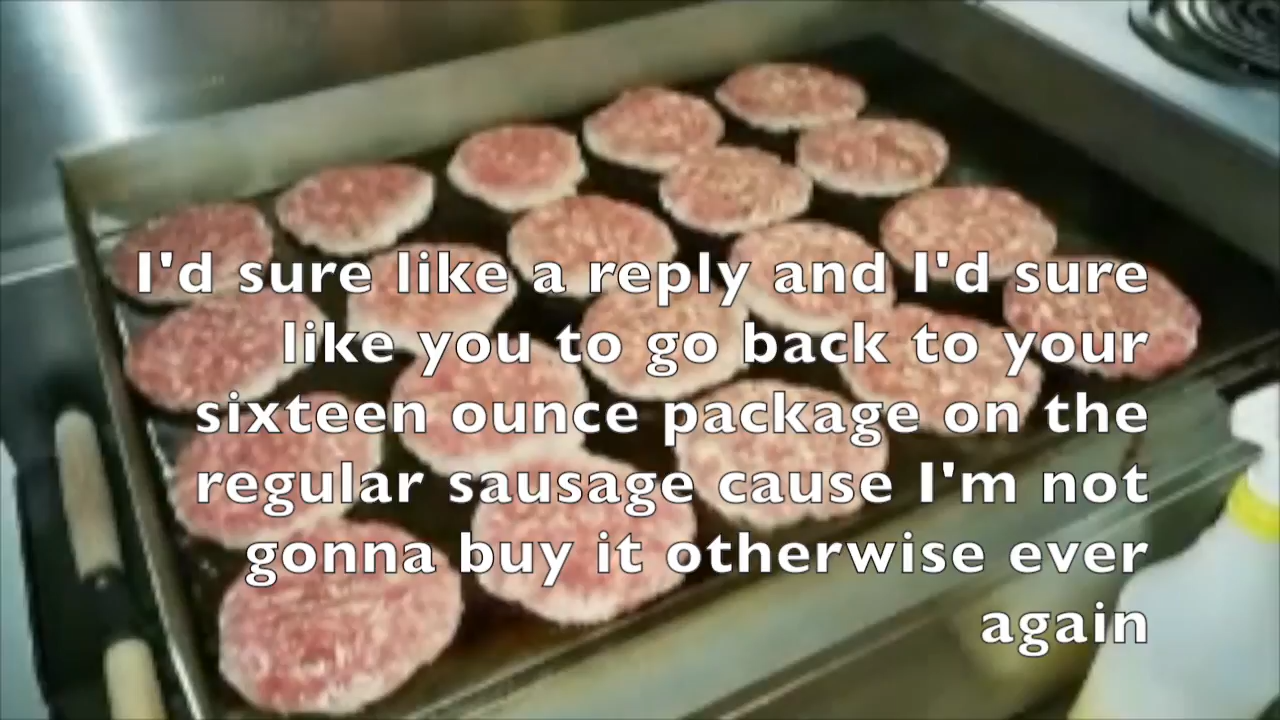 I'd sure like a reply and I'd sure
like you to go back to your
sixteen ounce package on the
regular sausage cause I'm not
gonna buy it otherwise ever
again